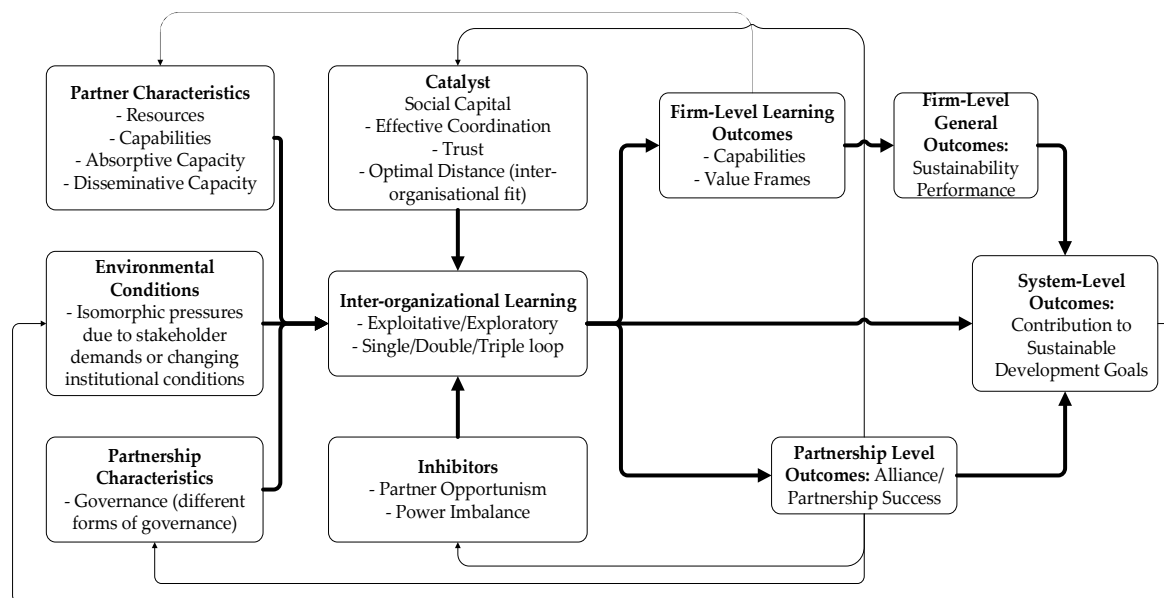 Partner Characteristics
- Resources
- Capabilities
- Absorptive Capacity
- Disseminative Capacity
Environmental
Conditions
- Isomorphic pressures
due to stakeholder
demands or changing
institutional conditions
Partnership
Characteristics
- Governance (different
forms of governance)
Catalyst
Social Capital
- Effective Coordination
- Trust
- Optimal Distance (inter-
organisational fit)
Inter-organizational Learning
- Exploitative/Exploratory
- Single/Double/Triple loop
Inhibitors
- Partner Opportunism
- Power Imbalance
Firm-Level Learning
Outcomes
- Capabilities
- Value Frames
Firm-Level
General
Outcomes:
Sustainability
Performance
System-Level
Outcomes:
Contribution to
Sustainable
Development Goals
Partnership Level
Outcomes: Alliance/
Partnership Success